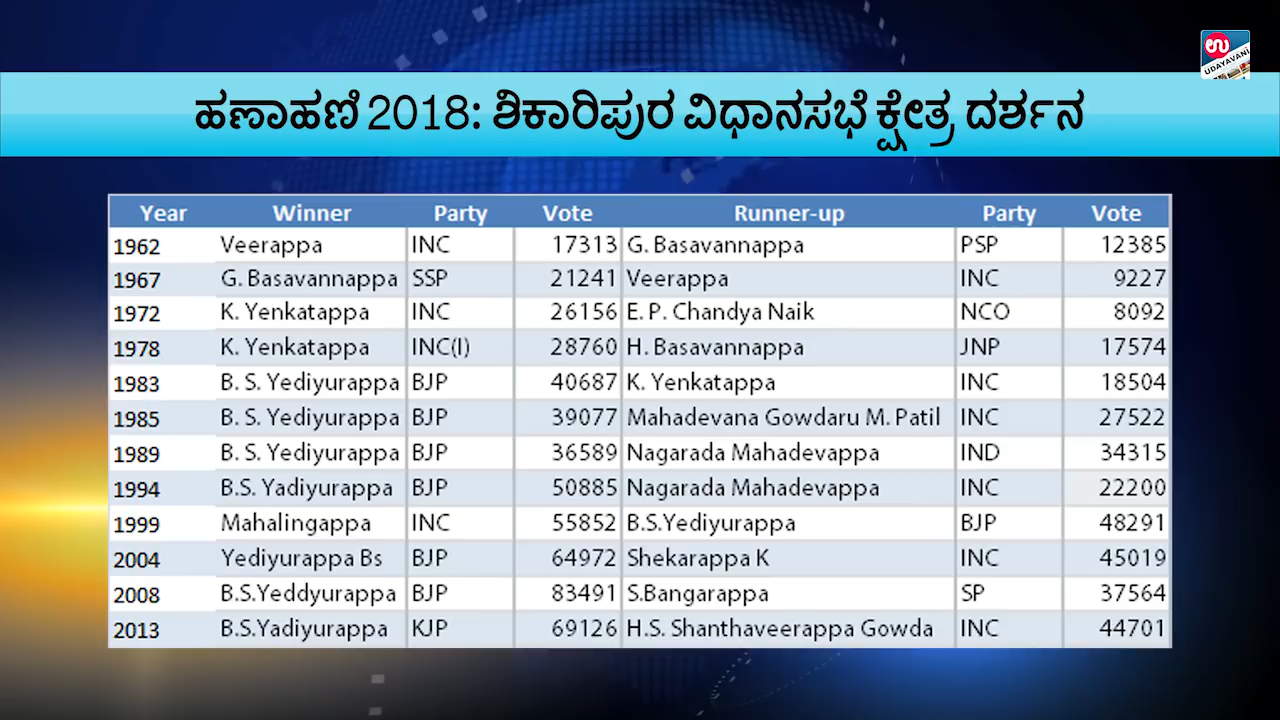 ಉ
UDAYAVANI
ಹಣಾಹಣಿ 2018: ಶಿಕಾರಿಪುರ ವಿಧಾನಸಭೆ ಕ್ಷೇತ್ರ ದರ್ಶನ
Year Winner Party Vote Runner-up Party Vote
1962 Veerappa INC 17313 G. Basavannappa PSP 12385
1967 G. Basavannappa SSP 21241 Veerappa INC 9227
1972 K. Yenkatappa INC 26156 E. P. Chandya Naik NCO 8092
1978 K. Yenkatappa INC(I) 28760 H. Basavannappa JNP 17574
1983 B. S. Yediyurappa BJP 40687 K. Yenkatappa INC 18504
1985 B. S. Yediyurappa BJP 39077 Mahadevana Gowdaru M. Patil INC 27522
1989 B. S. Yediyurappa BJP 36589 Nagarada Mahadevappa IND 34315
1994 B.S. Yadiyurappa BJP 50885 Nagarada Mahadevappa INC 22200
1999 Mahalingappa INC 55852 B.S.Yediyurappa BJP 48291
2004 Yediyurappa Bs BJP 64972 Shekarappa K INC 45019
2008 B.S.Yeddyurappa BJP 83491 S.Bangarappa SP 37564
2013 B.S.Yadiyurappa KJP 69126 H.S. Shanthaveerappa Gowda INC 44701